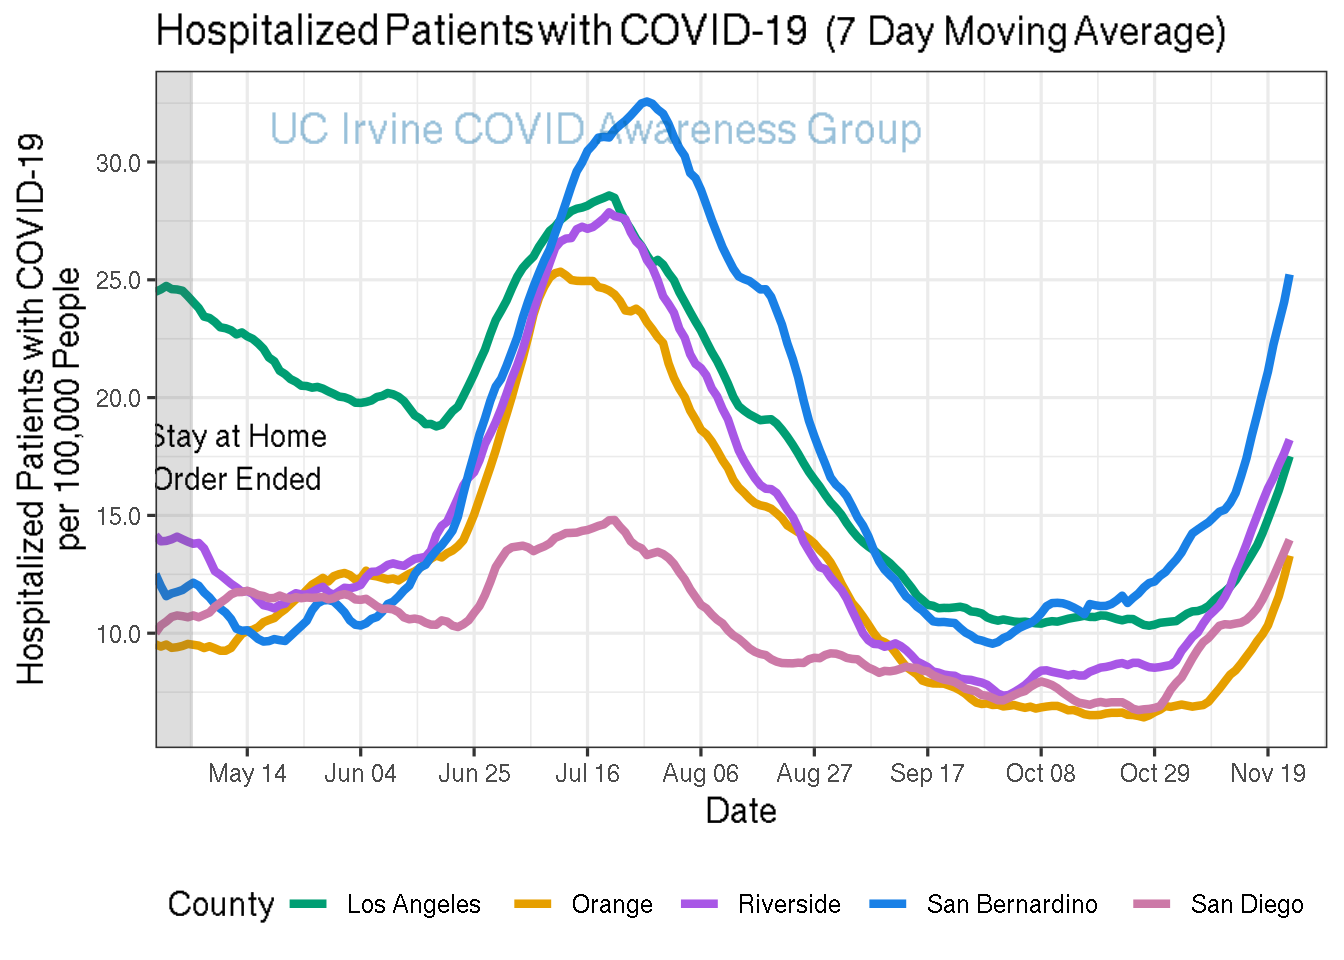 Hospitalized Patients with COVID-19 (7 Day Moving Average)
UC Irvine COVID Awareness Group
Hospitalized Patients with COVID-19
per 100,000 People
30.0
25.0
20.0
15.0
10.0
Stay at Home
Order Ended
May 14 Jun 04 Jun 25 Jul 16 Aug 06 Aug 27 Sep 17 Oct 08 Oct 29 Nov 19
Date
County Los Angeles Orange Riverside San Bernardino San Diego